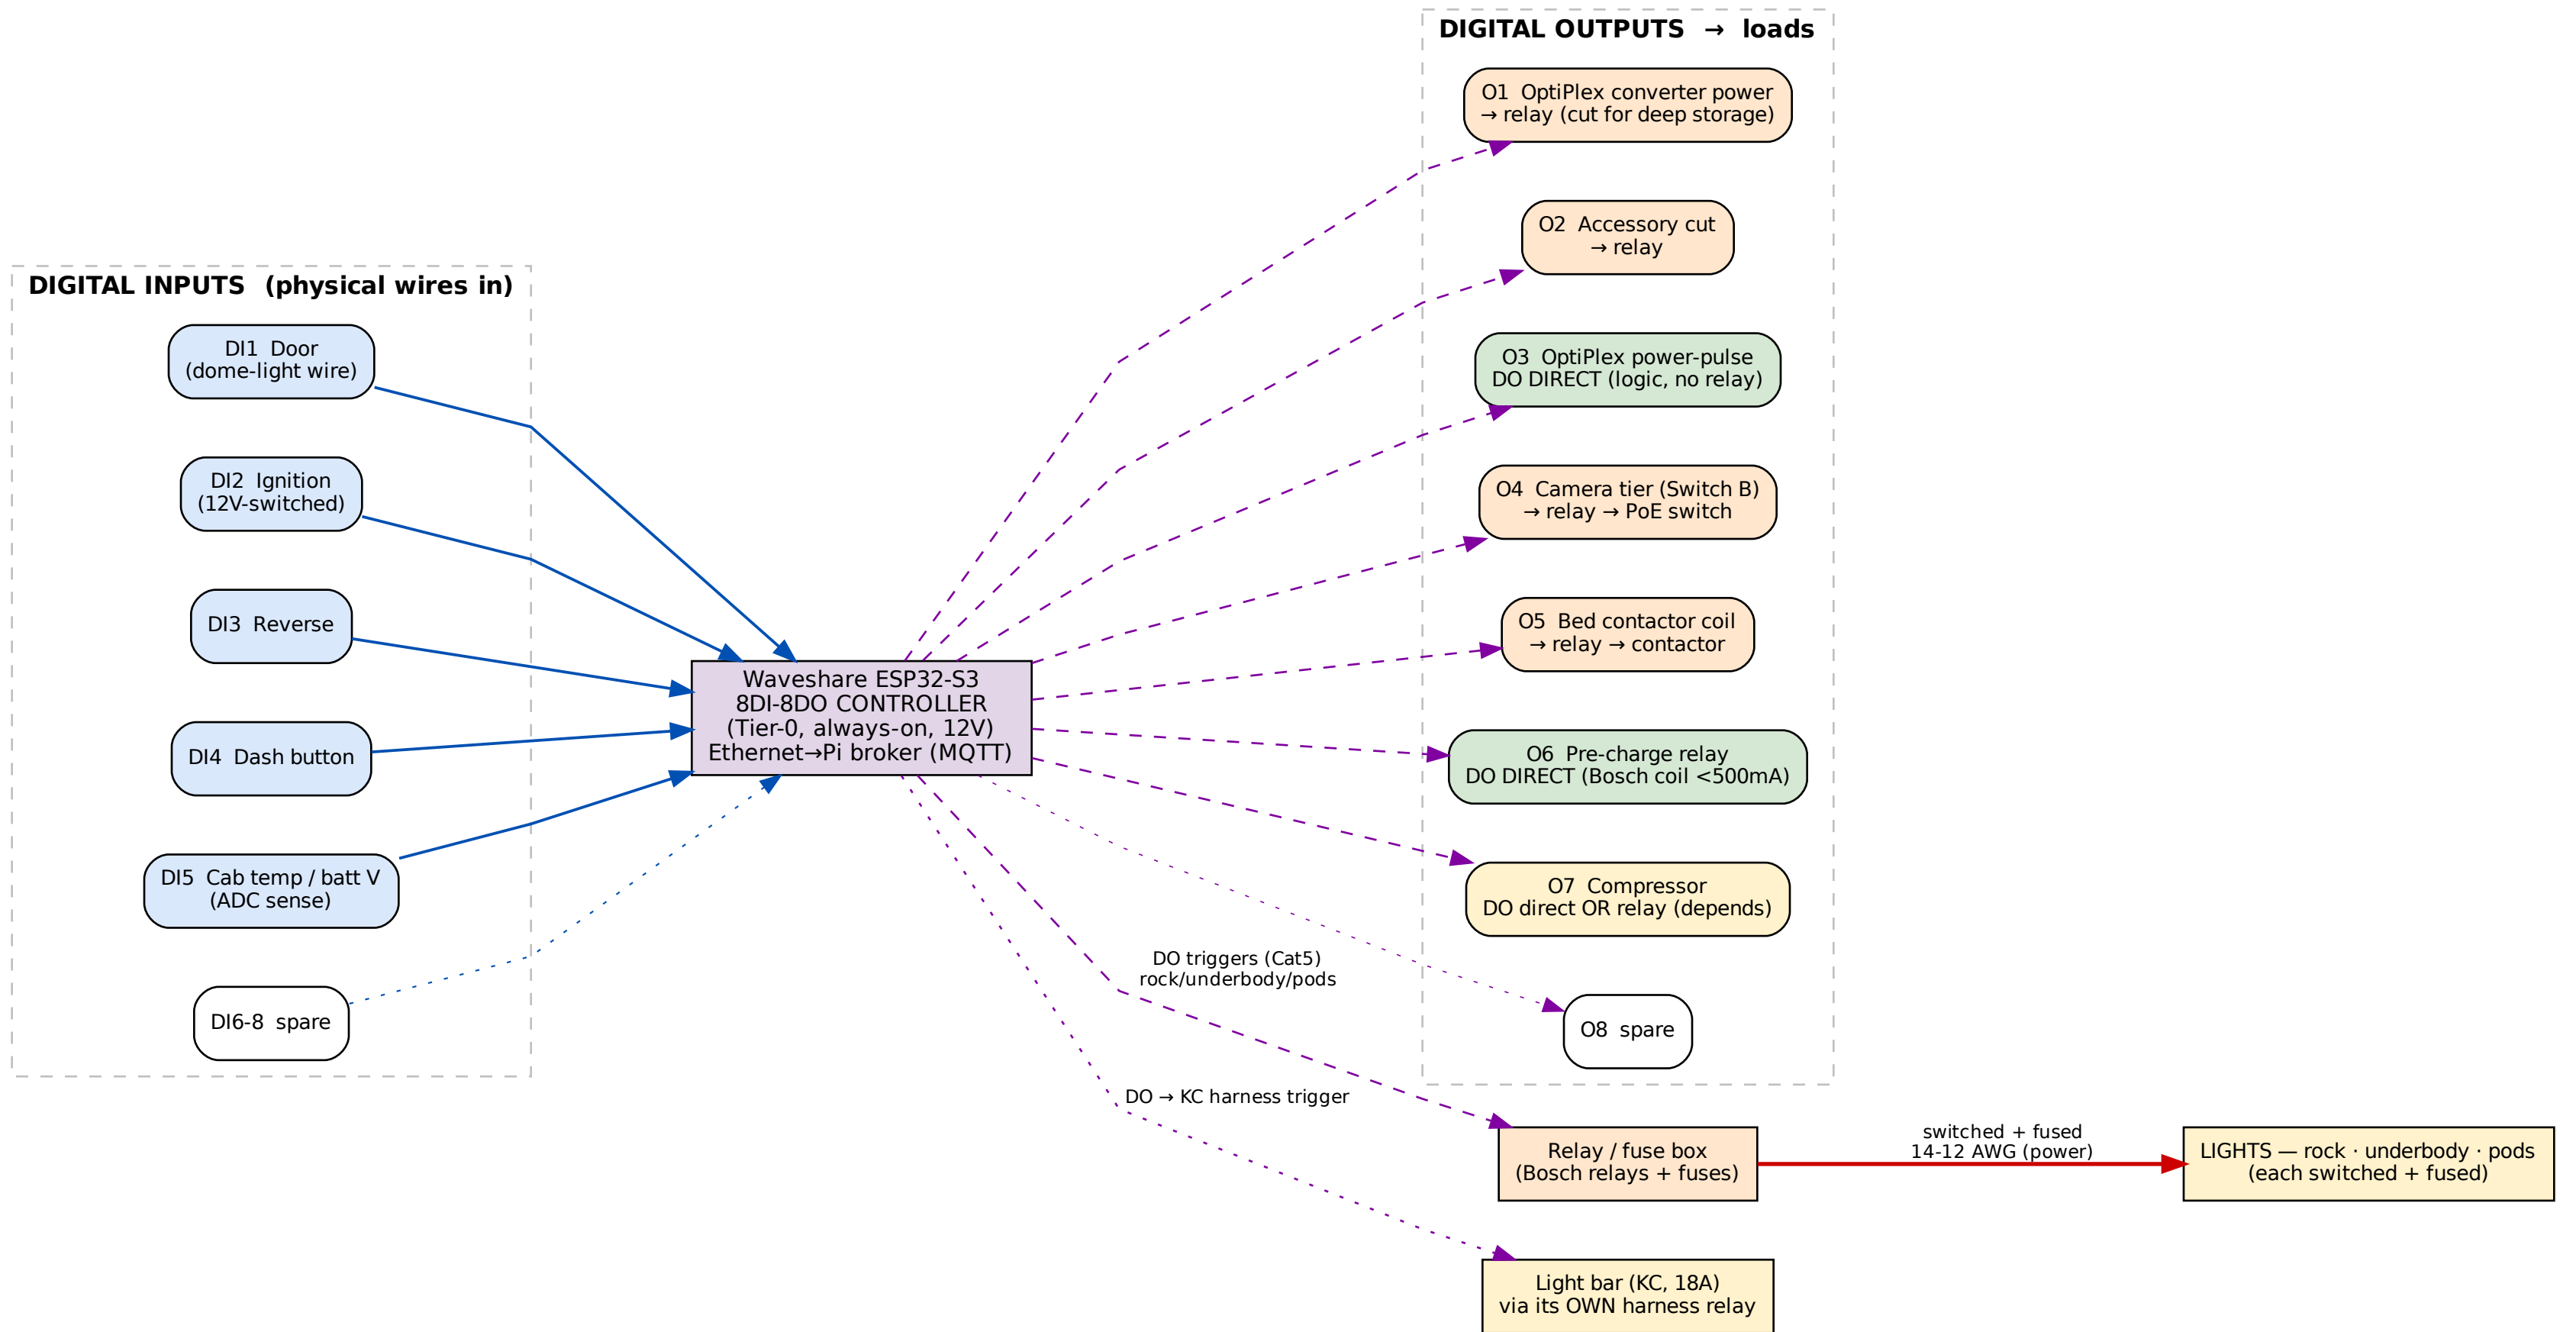 DIGITAL INPUTS (physical wires in)
DI1 Door
(dome-light wire)
DI2 Ignition
(12V-switched)
DI3 Reverse
DI4 Dash button
DI5 Cab temp / batt V
(ADC sense)
DI6-8 spare
Waveshare ESP32-S3
8DI-8DO CONTROLLER
(Tier-0, always-on, 12V)
Ethernet→Pi broker (MQTT)
DIGITAL OUTPUTS → loads
O1 OptiPlex converter power
→ relay (cut for deep storage)
O2 Accessory cut
→ relay
O3 OptiPlex power-pulse
DO DIRECT (logic, no relay)
O4 Camera tier (Switch B)
→ relay → PoE switch
O5 Bed contactor coil
→ relay → contactor
O6 Pre-charge relay
DO DIRECT (Bosch coil <500mA)
O7 Compressor
DO direct OR relay (depends)
O8 spare
DO triggers (Cat5)
rock/underbody/pods
DO → KC harness trigger
Relay / fuse box
(Bosch relays + fuses)
switched + fused
14-12 AWG (power)
LIGHTS — rock · underbody · pods
(each switched + fused)
Light bar (KC, 18A)
via its OWN harness relay